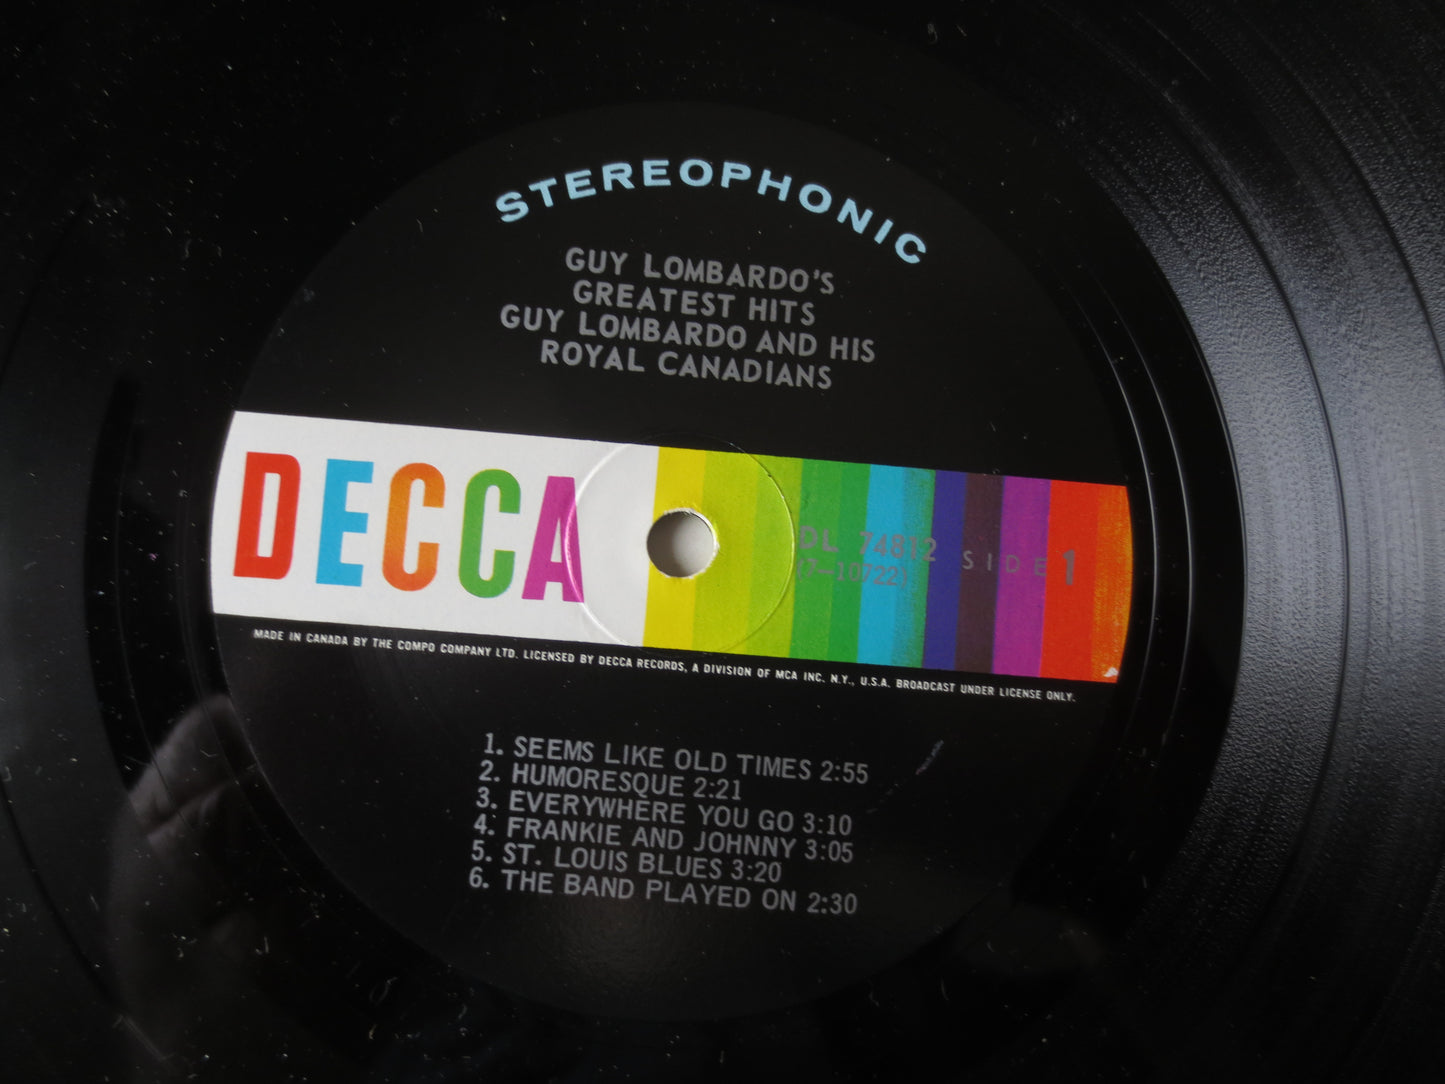 STEREOPHONIC
GUY LOMBARDO'S
GREATEST HITS
GUY LOMBARDO AND HIS
ROYAL CANADIANS
DECCA
DL 74812 SIDE 1
(7-10722)
MADE IN CANADA BY THE COMPO COMPANY LTD. LICENSED BY DECCA RECORDS, A DIVISION OF MCA INC. N.Y., U.S.A. BROADCAST UNDER LICENSE ONLY.
1. SEEMS LIKE OLD TIMES 2:55
2. HUMORESQUE 2:21
3. EVERYWHERE YOU GO 3:10
4. FRANKIE AND JOHNNY 3:05
5. ST. LOUIS BLUES 3:20
6. THE BAND PLAYED ON 2:30